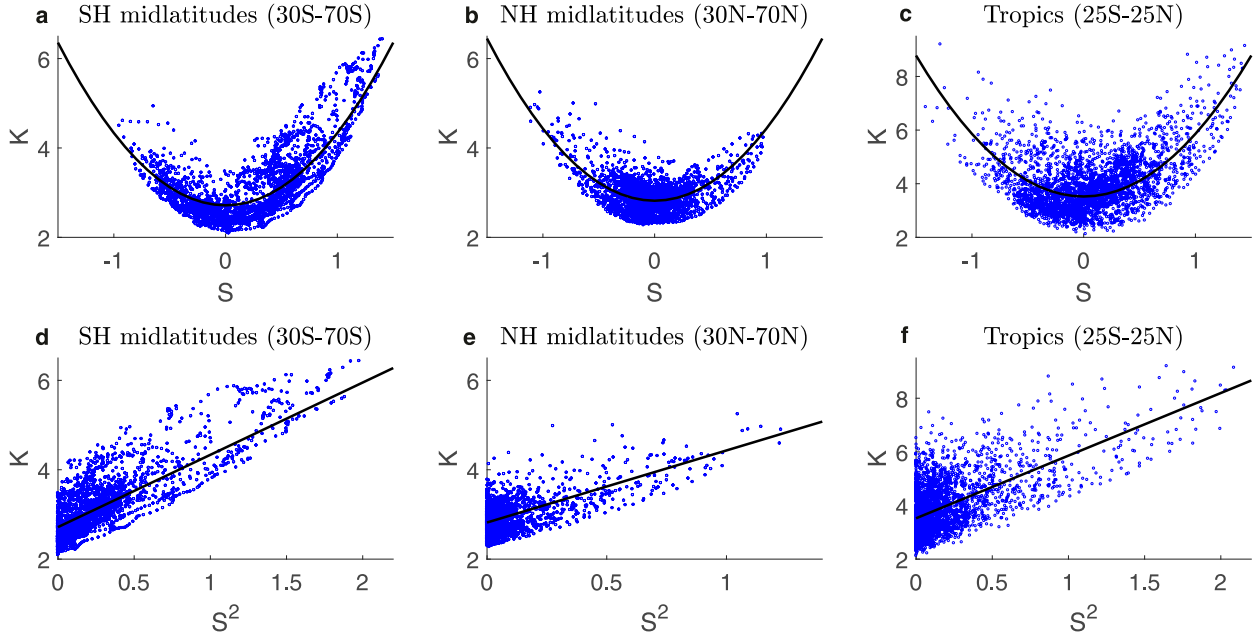 a SH midlatitudes (30S-70S)
b NH midlatitudes (30N-70N)
c Tropics (25S-25N)
6
4
2
K
-1 0 1
S
6
4
2
K
-1 0 1
S
8
6
4
2
K
-1 0 1
S
d SH midlatitudes (30S-70S)
e NH midlatitudes (30N-70N)
f Tropics (25S-25N)
6
4
2
K
0 0.5 1 1.5 2
S²
6
4
2
K
0 0.5 1
S²
8
6
4
2
K
0 0.5 1 1.5 2
S²